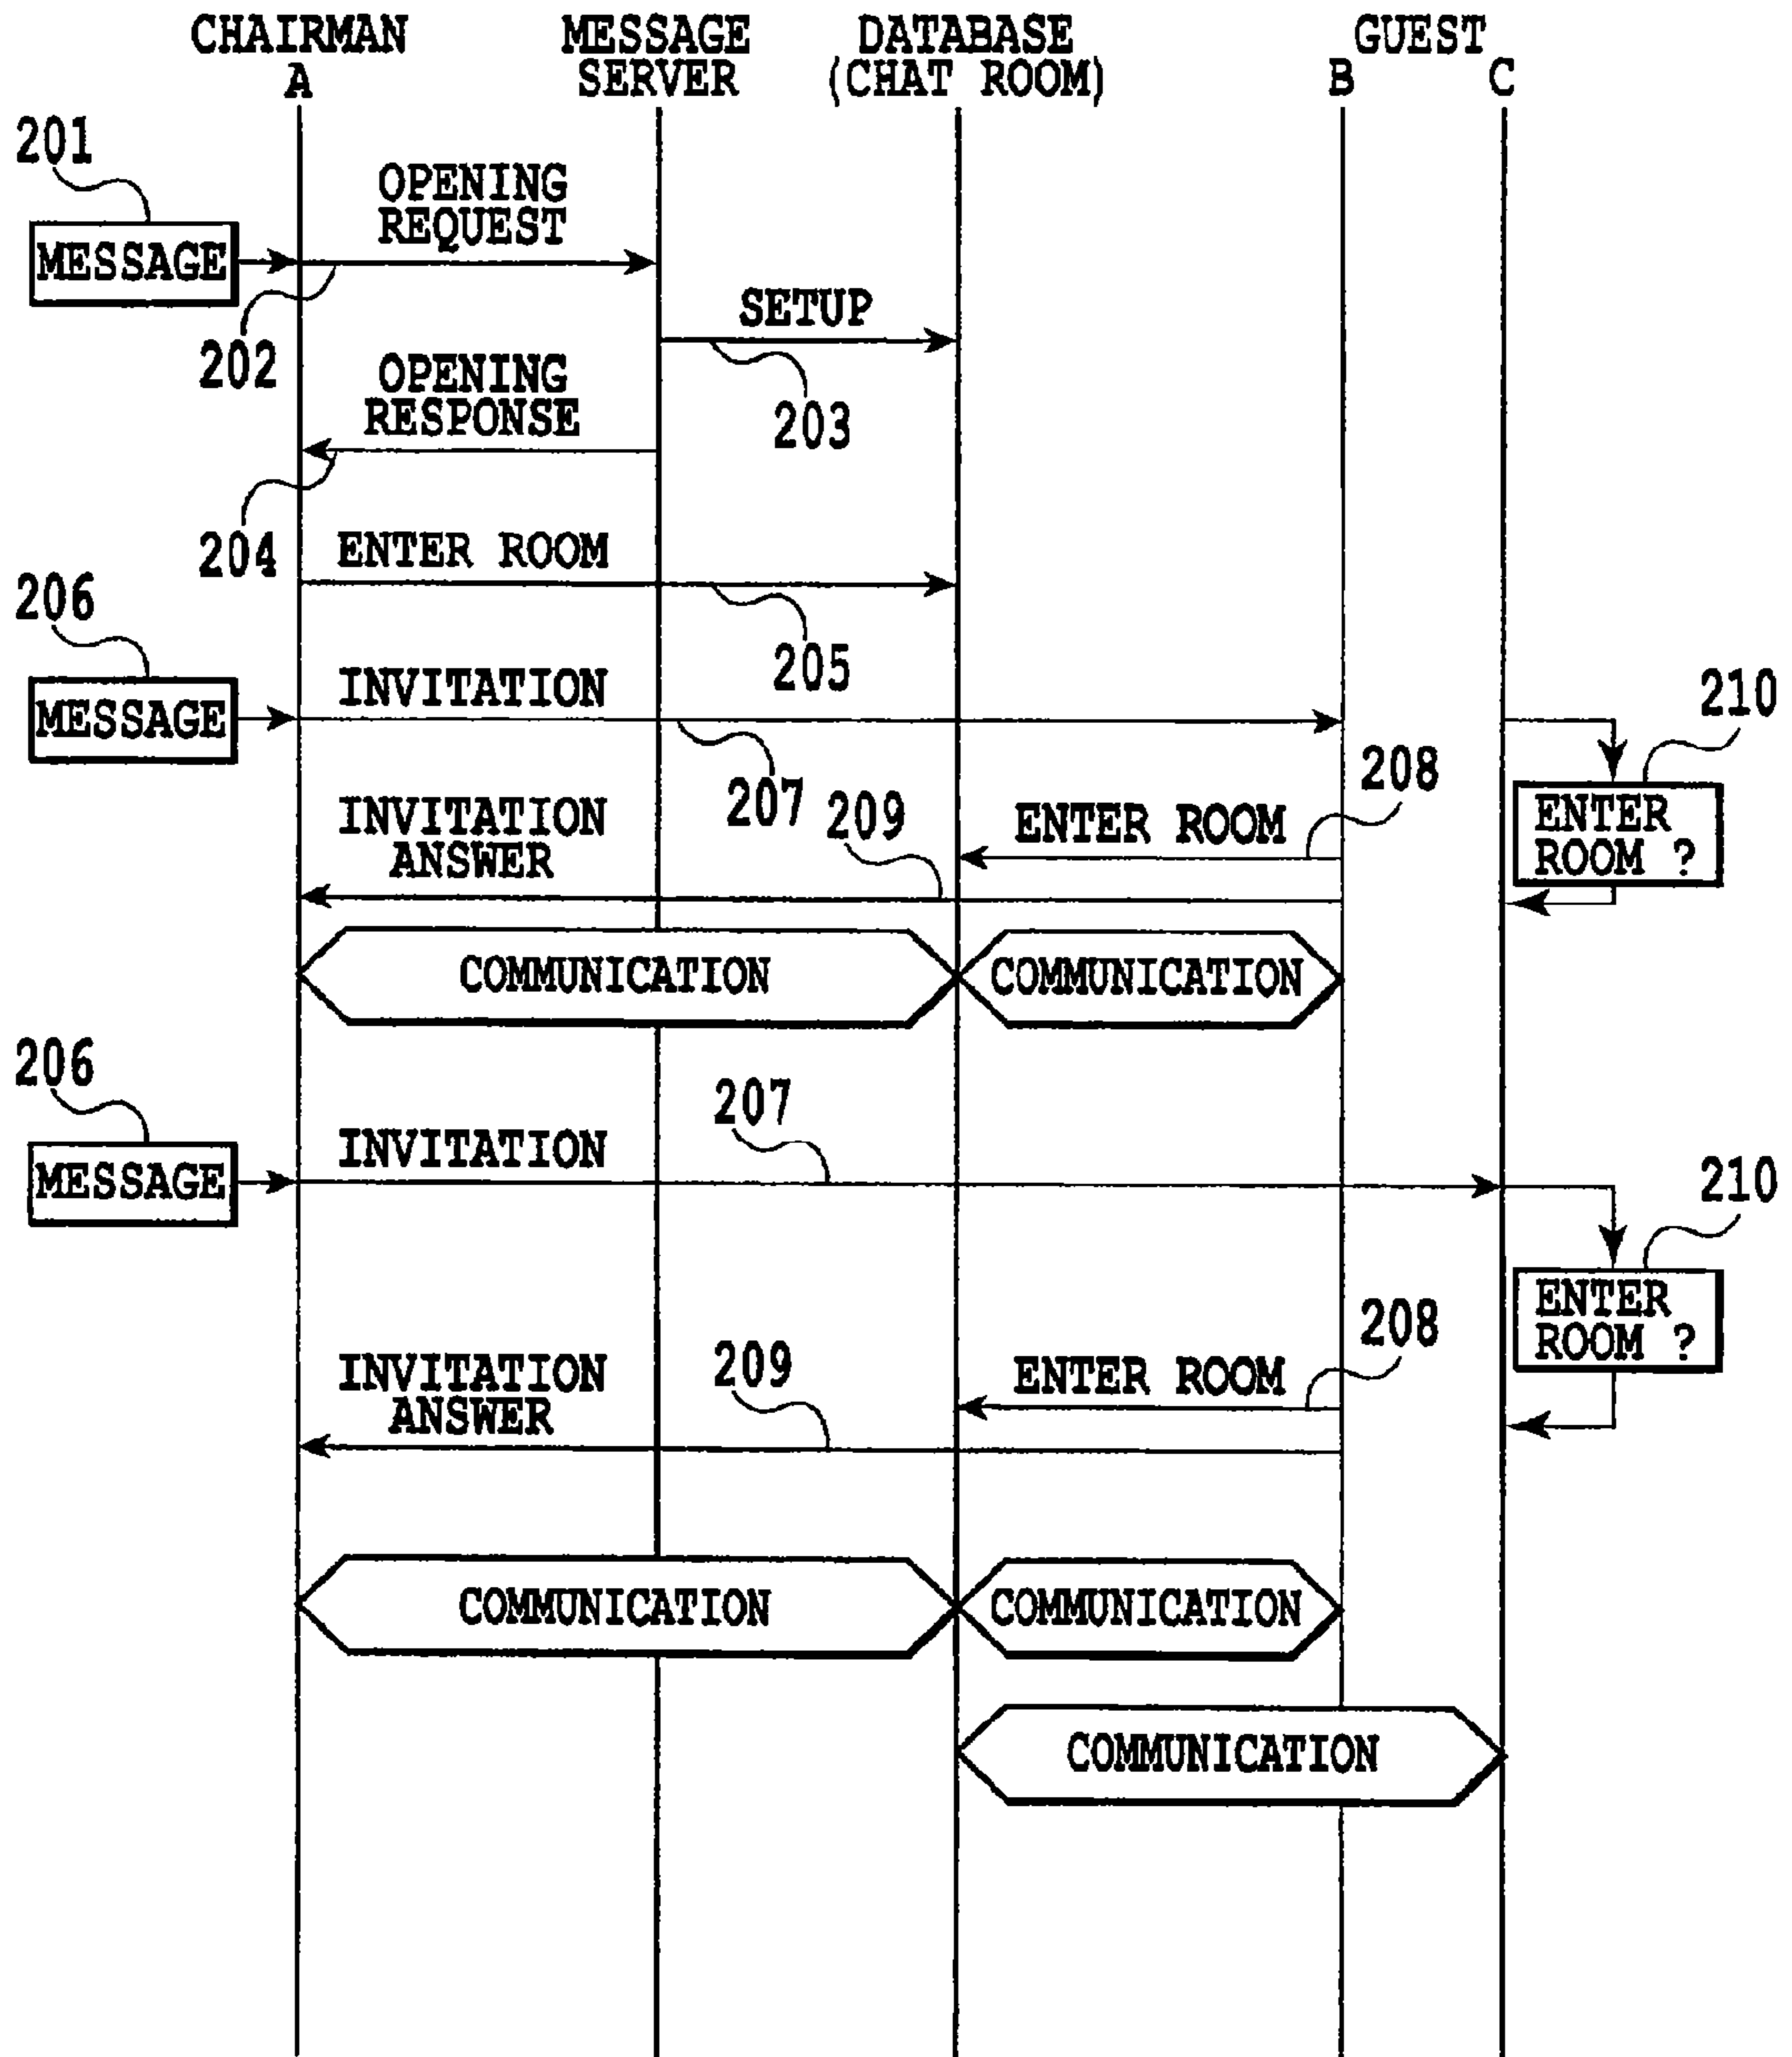 CHAIRMAN
A
MESSAGE
SERVER
DATABASE
(CHAT ROOM)
GUEST
B
C
201
MESSAGE
OPENING
REQUEST
202
SETUP
203
OPENING
RESPONSE
204
ENTER ROOM
205
206
MESSAGE
INVITATION
207
210
ENTER
ROOM ?
208
ENTER ROOM
209
INVITATION
ANSWER
COMMUNICATION
COMMUNICATION
206
MESSAGE
INVITATION
207
210
ENTER
ROOM ?
208
ENTER ROOM
209
INVITATION
ANSWER
COMMUNICATION
COMMUNICATION
COMMUNICATION